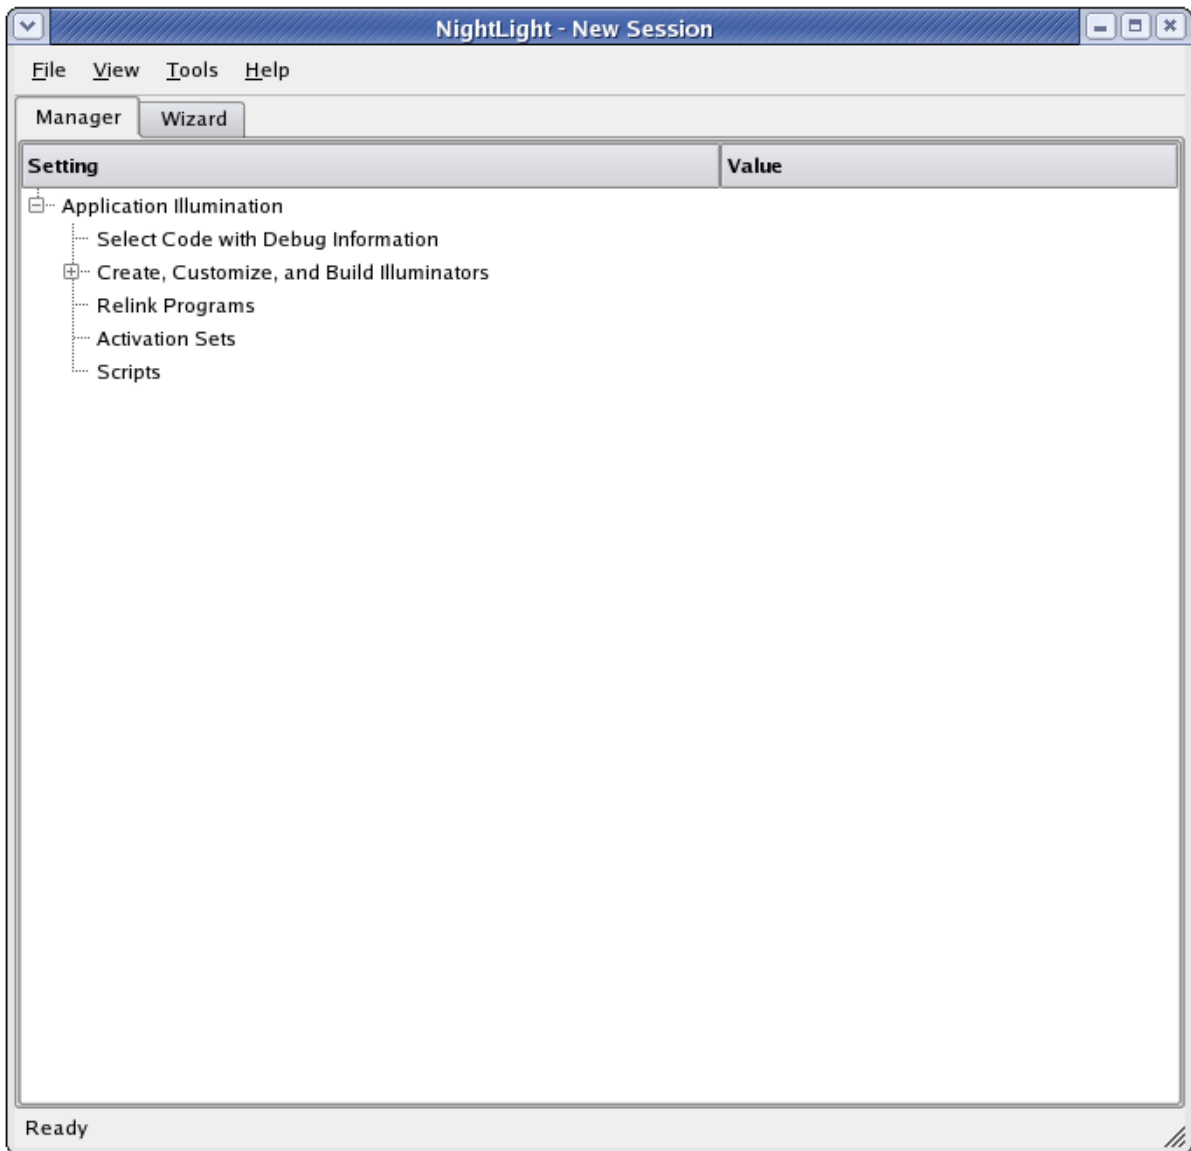 NightLight - New Session
File View Tools Help
Manager Wizard
Setting Value
Application Illumination
Select Code with Debug Information
Create, Customize, and Build Illuminators
Relink Programs
Activation Sets
Scripts
Ready